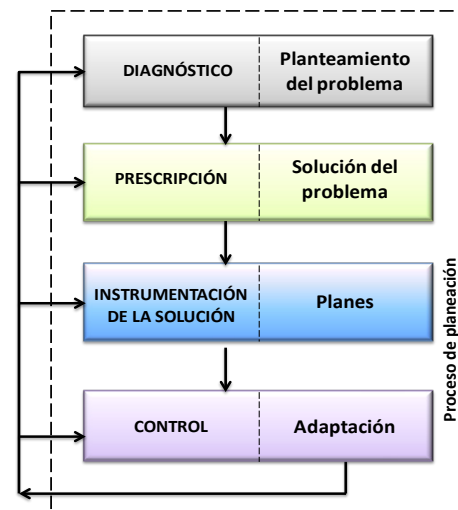 DIAGNÓSTICO
Planteamiento
del problema
PRESCRIPCIÓN
Solución del
problema
INSTRUMENTACIÓN
DE LA SOLUCIÓN
Planes
CONTROL
Adaptación
Proceso de planeación